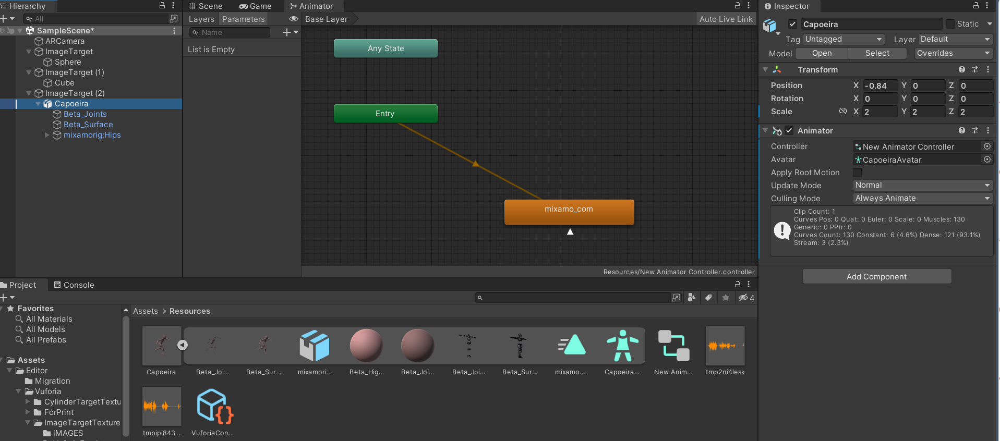 Hierarchy
All
SampleScene*
ARCamera
ImageTarget
Sphere
ImageTarget (1)
Cube
ImageTarget (2)
Capoeira
Beta_Joints
Beta_Surface
mixamorig:Hips
Scene
Game
Animator
Layers
Parameters
Base Layer
Auto Live Link
Name
List is Empty
Any State
Entry
mixamo_com
Resources/New Animator Controller.controller
Inspector
Capoeira
Static
Tag Untagged
Layer Default
Model Open Select Overrides
Transform
Position X -0.84 Y 0 Z 0
Rotation X 0 Y 0 Z 0
Scale X 2 Y 2 Z 2
Animator
Controller New Animator Controller
Avatar CapoeiraAvatar
Apply Root Motion
Update Mode Normal
Culling Mode Always Animate
Clip Count: 1
Curves Pos: 0 Quat: 0 Euler: 0 Scale: 0 Muscles: 130
Generic: 0 PPtr: 0
Curves Count: 130 Constant: 6 (4.6%) Dense: 121 (93.1%)
Stream: 3 (2.3%)
Add Component
Project
Console
4
Favorites
All Materials
All Models
All Prefabs
Assets
Editor
Migration
Vuforia
CylinderTargetTextu
ForPrint
ImageTargetTexture
iMAGES
Assets > Resources
Capoeira
Beta_Joi...
Beta_Sur...
mixamori...
Beta_Hig...
Beta_Joi...
Beta_Joi...
Beta_Sur...
mixamo....
Capoeira...
New Anim...
tmp2ni4lesk
tmpipi843...
VuforiaCon...